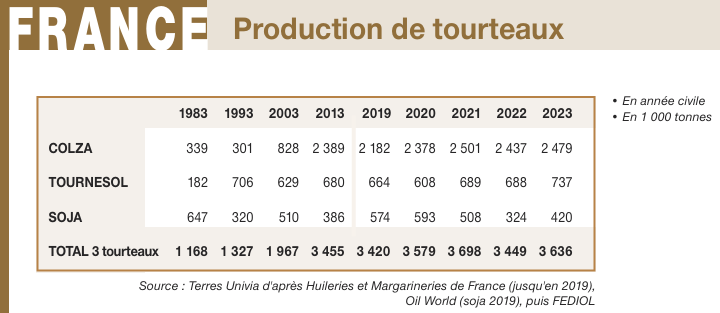 FRANCE
Production de tourteaux
• En année civile
• En 1 000 tonnes
1983 1993 2003 2013 2019 2020 2021 2022 2023
COLZA 339 301 828 2 389 2 182 2 378 2 501 2 437 2 479
TOURNESOL 182 706 629 680 664 608 689 688 737
SOJA 647 320 510 386 574 593 508 324 420
TOTAL 3 tourteaux 1 168 1 327 1 967 3 455 3 420 3 579 3 698 3 449 3 636
Source : Terres Univia d'après Huileries et Margarineries de France (jusqu'en 2019),
Oil World (soja 2019), puis FEDIOL